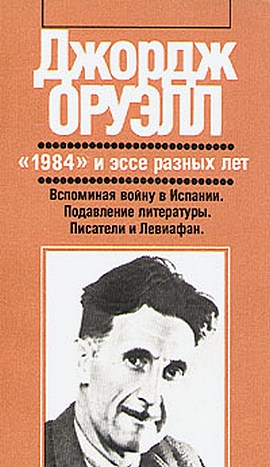 Джордж
ОРУЭЛЛ
«1984» и эссе разных лет
Вспоминая войну в Испании.
Подавление литературы.
Писатели и Левиафан.